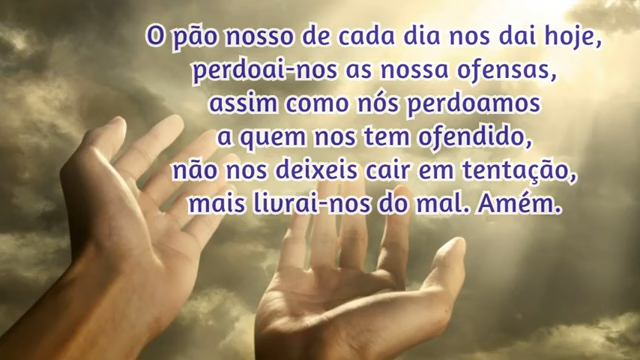 O pão nosso de cada dia nos dai hoje,
perdoai-nos as nossa ofensas,
assim como nós perdoamos
a quem nos tem ofendido,
não nos deixeis cair em tentação,
mais livrai-nos do mal. Amém.